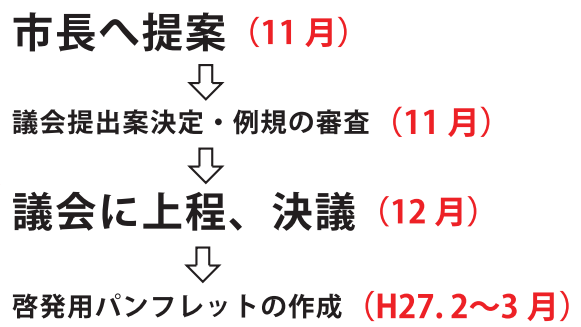 市長へ提案（11月）
議会提出案決定・例規の審査（11月）
議会に上程、決議（12月）
啓発用パンフレットの作成（H27. 2～3月）